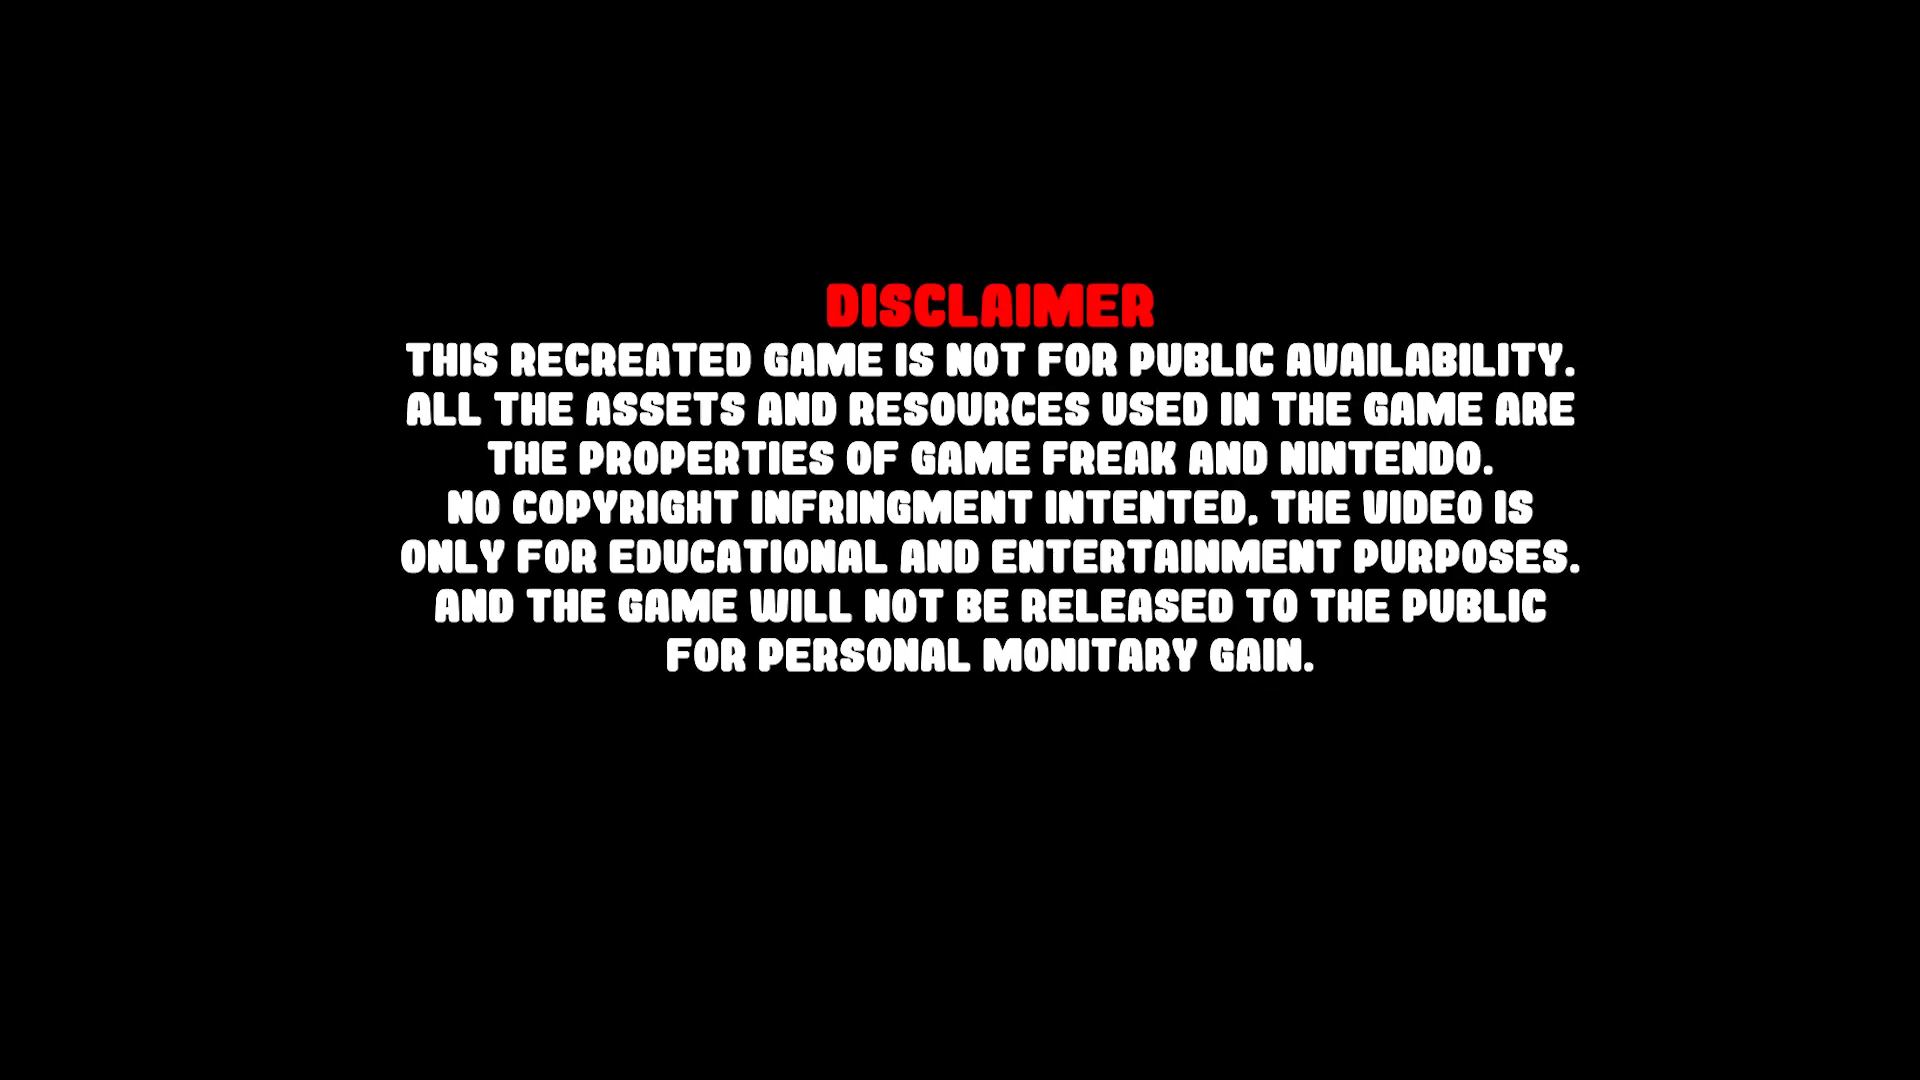 DISCLAIMER
THIS RECREATED GAME IS NOT FOR PUBLIC AVAILABILITY.
ALL THE ASSETS AND RESOURCES USED IN THE GAME ARE
THE PROPERTIES OF GAME FREAK AND NINTENDO.
NO COPYRIGHT INFRINGMENT INTENTED, THE VIDEO IS
ONLY FOR EDUCATIONAL AND ENTERTAINMENT PURPOSES.
AND THE GAME WILL NOT BE RELEASED TO THE PUBLIC
FOR PERSONAL MONITARY GAIN.